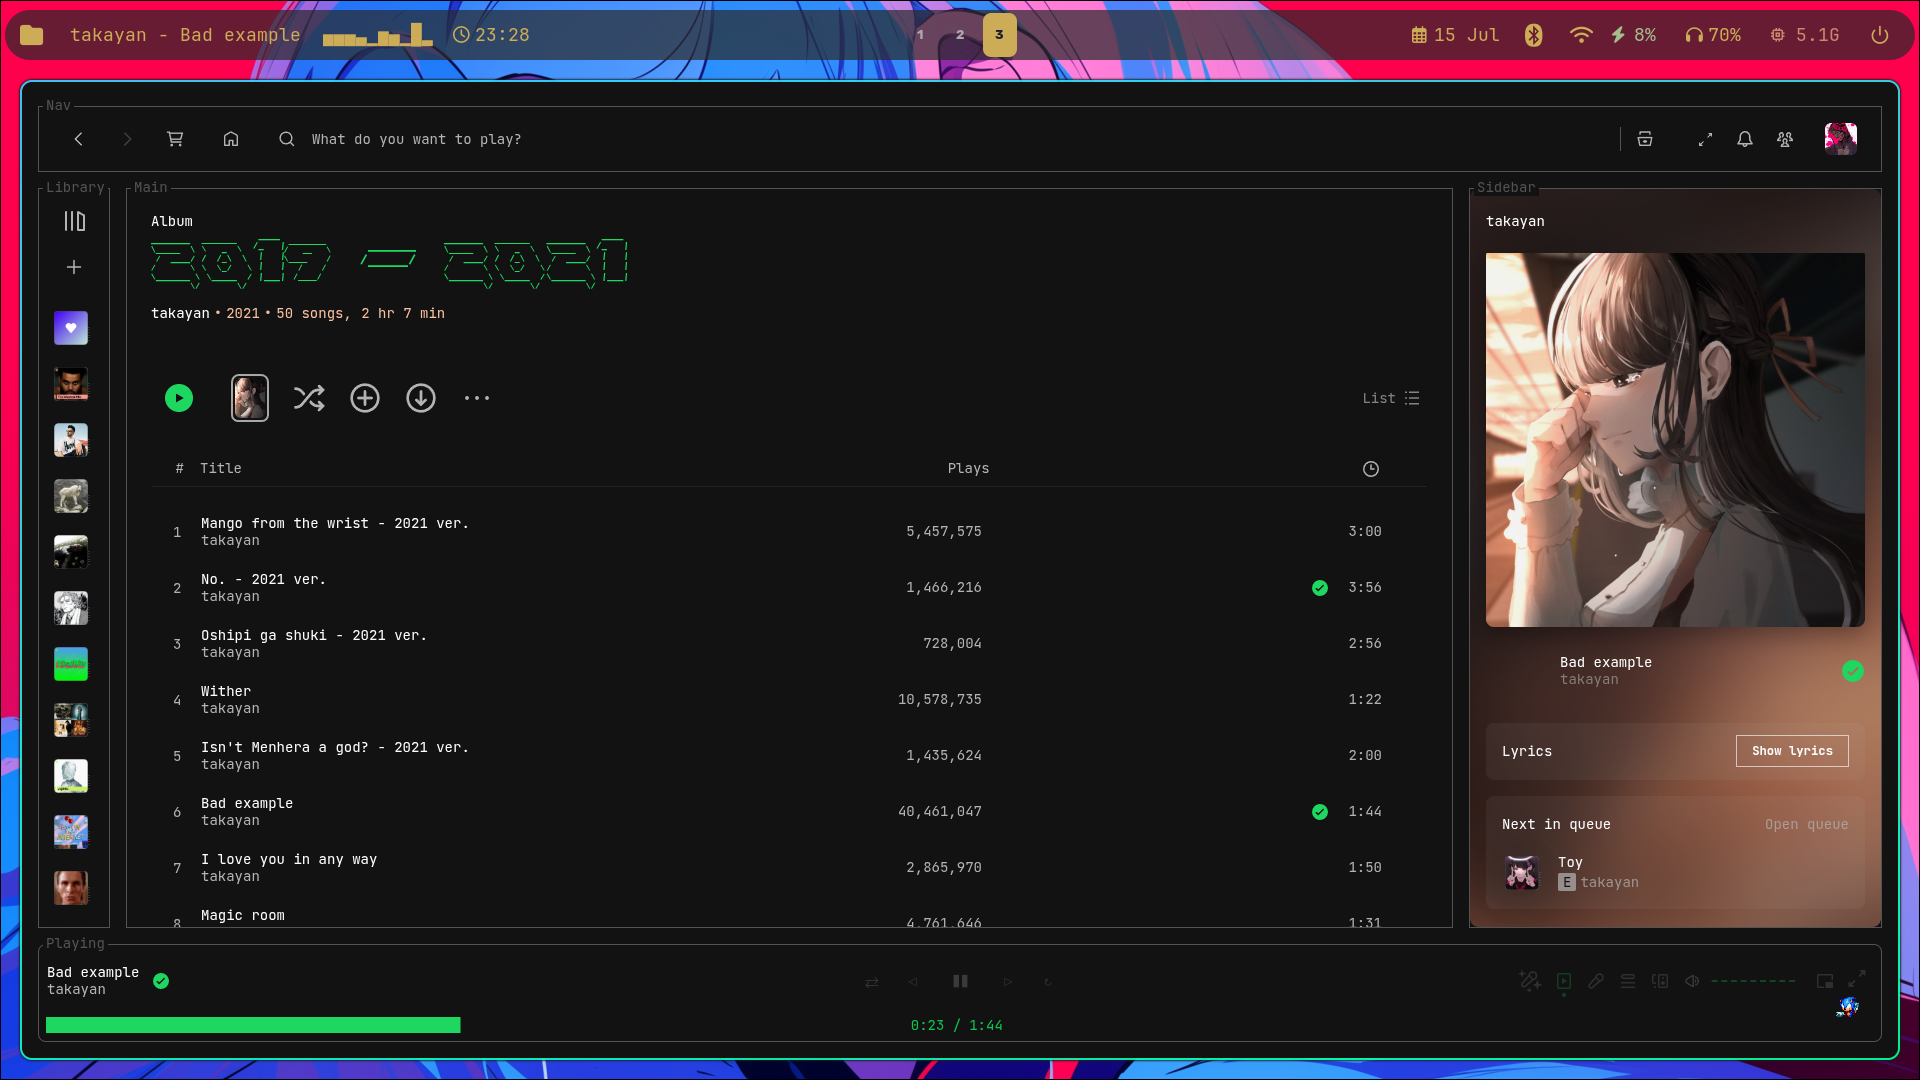 takayan - Bad example
23:28
1 2 3
15 Jul
8%
70%
5.1G
Nav
What do you want to play?
Library
Main
Album
2019 - 2021
takayan • 2021 • 50 songs, 2 hr 7 min
List
# Title Plays
1 Mango from the wrist - 2021 ver. 5,457,575 3:00
takayan
2 No. - 2021 ver. 1,466,216 3:56
takayan
3 Oshipi ga shuki - 2021 ver. 728,004 2:56
takayan
4 Wither 10,578,735 1:22
takayan
5 Isn't Menhera a god? - 2021 ver. 1,435,624 2:00
takayan
6 Bad example 40,461,047 1:44
takayan
7 I love you in any way 2,865,970 1:50
takayan
8 Magic room 4,761,646 1:31
Sidebar
takayan
Bad example
takayan
Lyrics
Show lyrics
Next in queue
Open queue
Toy
E takayan
Playing
Bad example
takayan
0:23 / 1:44